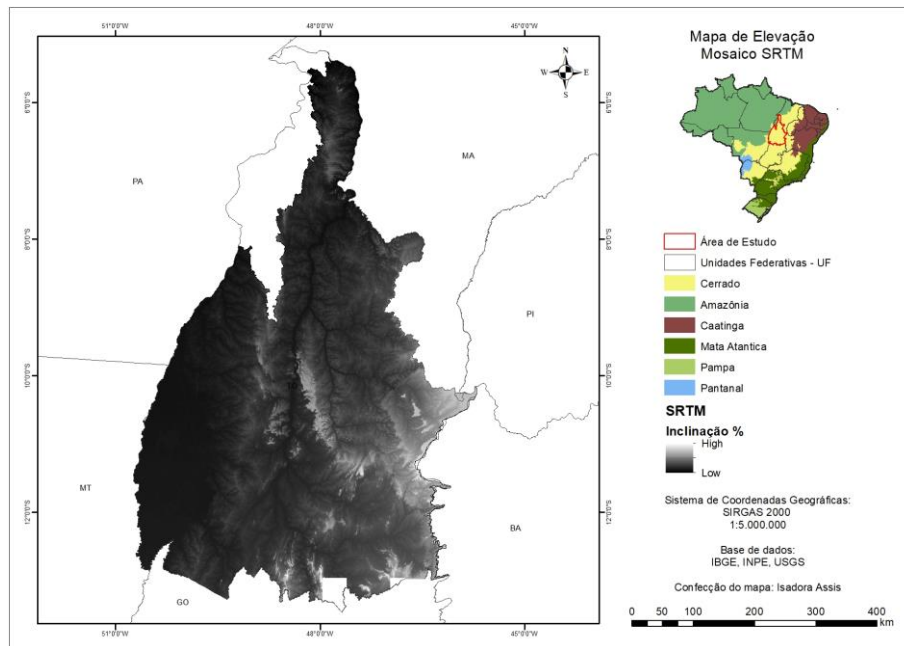 51°0'0"W
48°0'0"W
45°0'0"W
6°0'0"S
8°0'0"S
10°0'0"S
12°0'0"S
6°0'0"S
8°0'0"S
10°0'0"S
12°0'0"S
51°0'0"W
48°0'0"W
45°0'0"W
N
W
E
S
PA
MA
PI
MT
BA
GO
Mapa de Elevação
Mosaico SRTM
Área de Estudo
Unidades Federativas - UF
Cerrado
Amazônia
Caatinga
Mata Atantica
Pampa
Pantanal
SRTM
Inclinação %
High
Low
Sistema de Coordenadas Geográficas:
SIRGAS 2000
1:5.000.000
Base de dados:
IBGE, INPE, USGS
Confecção do mapa: Isadora Assis
0 50 100 200 300 400
km